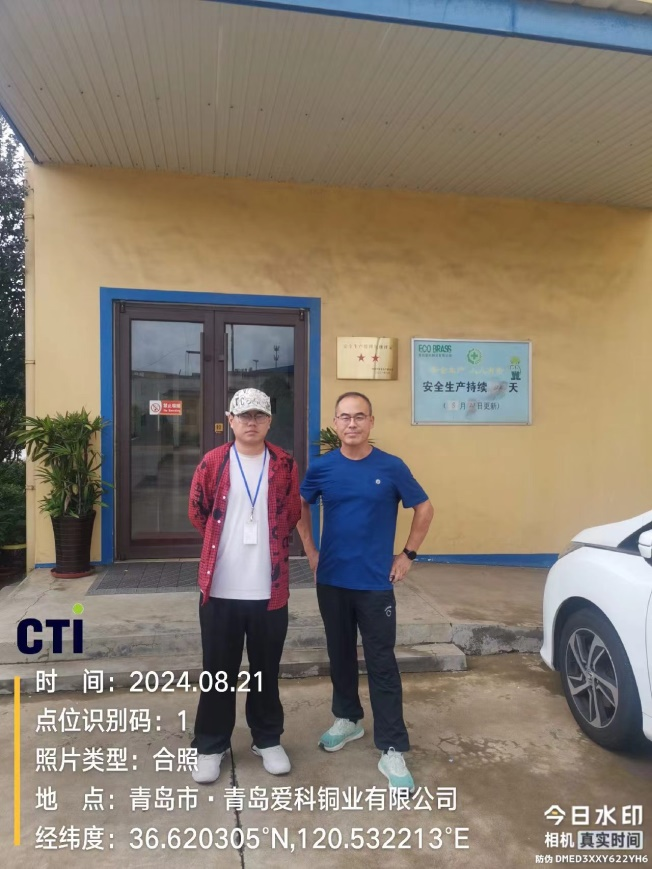 ECO BRASS
安全生产持续 天
CTI
时 间：2024.08.21
点位识别码：1
照片类型：合照
地 点：青岛市·青岛爱科铜业有限公司
经纬度：36.620305°N,120.532213°E
今日水印
相机 真实时间
防伪 DMED3XXY622YH6